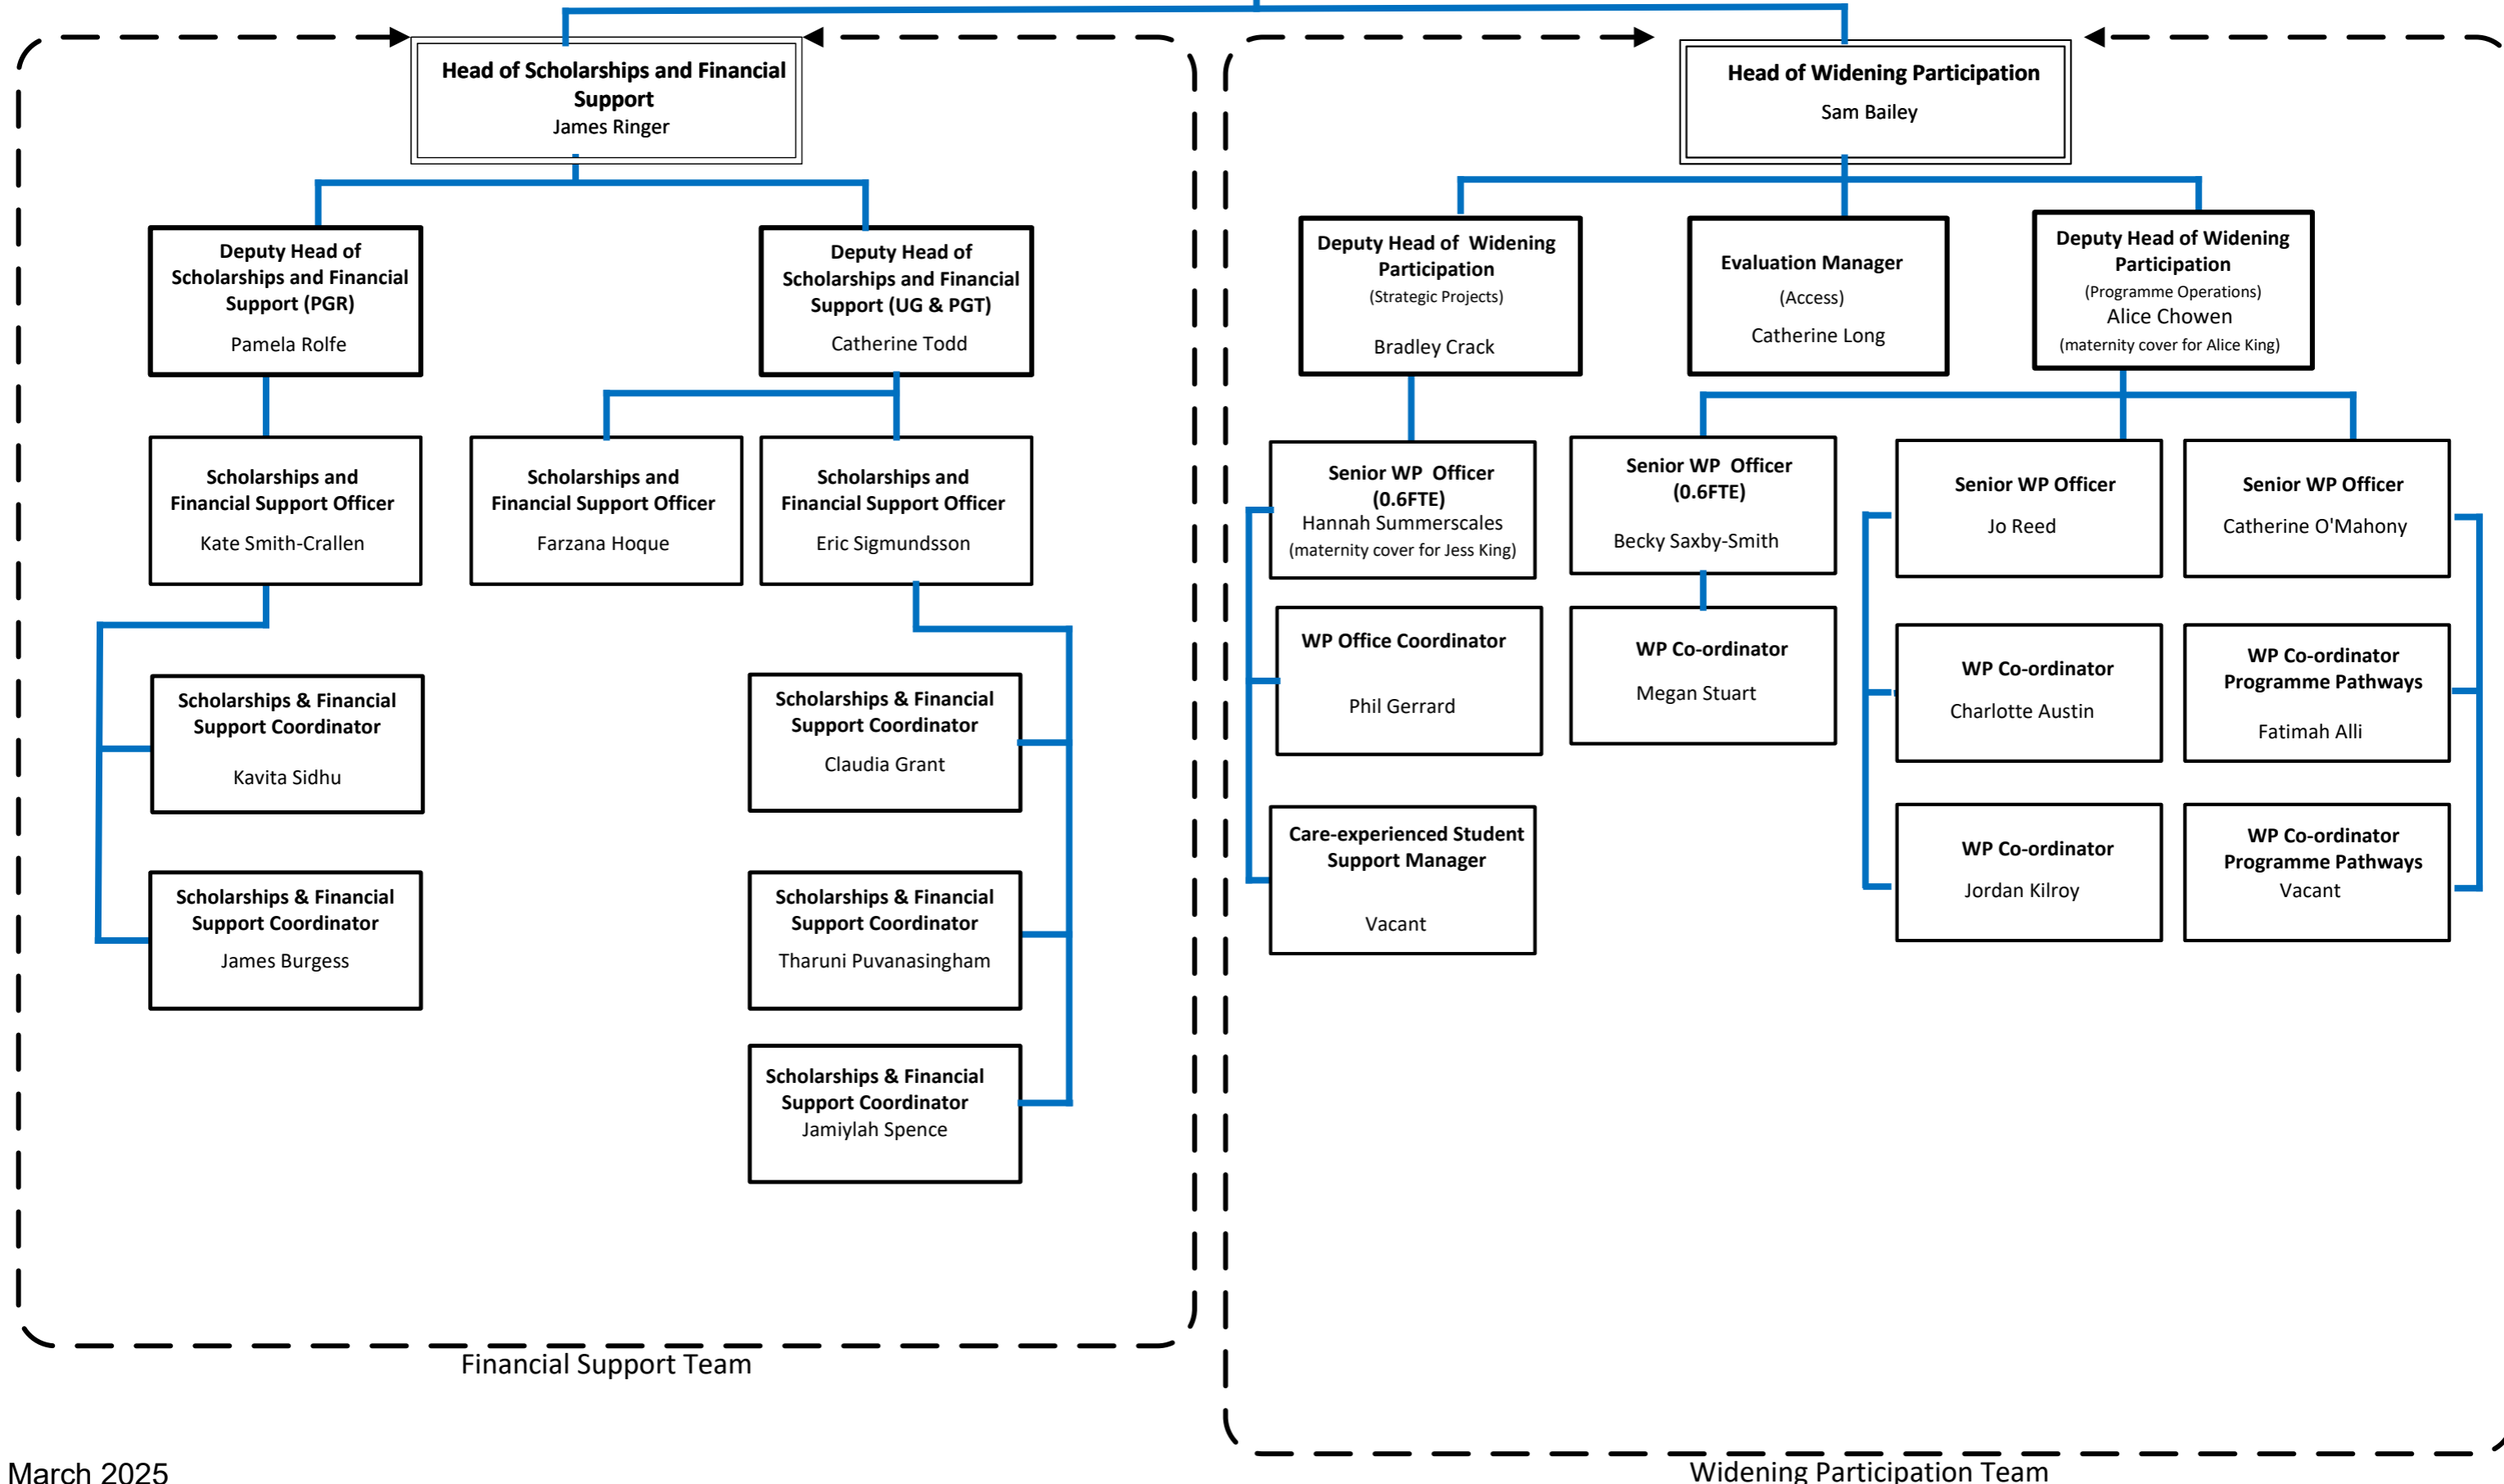 Head of Scholarships and Financial
Support
James Ringer
Deputy Head of
Scholarships and Financial
Support (PGR)
Pamela Rolfe
Deputy Head of
Scholarships and Financial
Support (UG & PGT)
Catherine Todd
Scholarships and
Financial Support Officer
Kate Smith-Crallen
Scholarships and
Financial Support Officer
Farzana Hoque
Scholarships and
Financial Support Officer
Eric Sigmundsson
Scholarships & Financial
Support Coordinator
Kavita Sidhu
Scholarships & Financial
Support Coordinator
James Burgess
Scholarships & Financial
Support Coordinator
Claudia Grant
Scholarships & Financial
Support Coordinator
Tharuni Puvanasingham
Scholarships & Financial
Support Coordinator
Jamiylah Spence
Financial Support Team
Head of Widening Participation
Sam Bailey
Deputy Head of  Widening
Participation
(Strategic Projects)
Bradley Crack
Evaluation Manager
(Access)
Catherine Long
Deputy Head of Widening
Participation
(Programme Operations)
Alice Chowen
(maternity cover for Alice King)
Senior WP  Officer
(0.6FTE)
Hannah Summerscales
(maternity cover for Jess King)
WP Office Coordinator
Phil Gerrard
Care-experienced Student
Support Manager
Vacant
Senior WP  Officer
(0.6FTE)
Becky Saxby-Smith
WP Co-ordinator
Megan Stuart
Senior WP Officer
Jo Reed
WP Co-ordinator
Charlotte Austin
WP Co-ordinator
Jordan Kilroy
Senior WP Officer
Catherine O'Mahony
WP Co-ordinator
Programme Pathways
Fatimah Alli
WP Co-ordinator
Programme Pathways
Vacant
Widening Participation Team
March 2025